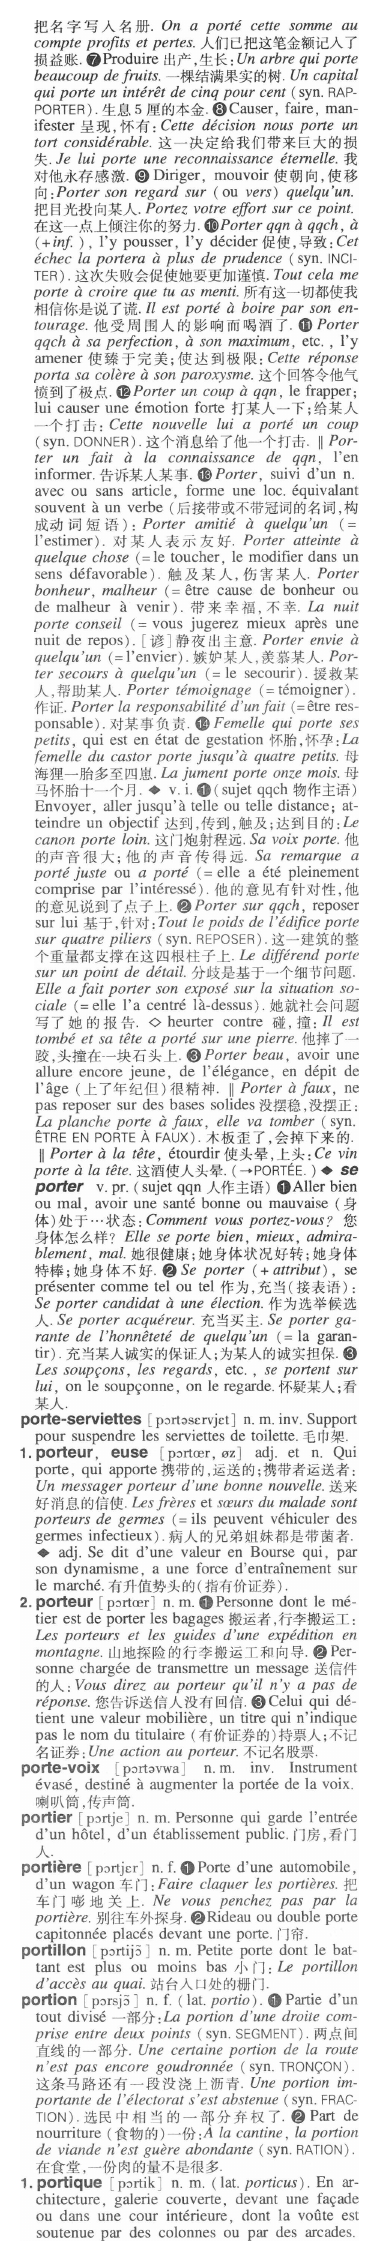 把名字写入名册. On a porté cette somme au
compte profits et pertes. 人们已把这笔金额记入了
损益账. ❼Produire 出产,生长: Un arbre qui porte
beaucoup de fruits. 一棵结满果实的树. Un capital
qui porte un intérêt de cinq pour cent (syn. RAP-
PORTER). 生息 5 厘的本金. ❽Causer, faire, man-
ifester 呈现,怀有: Cette décision nous porte un
tort considérable. 这一决定给我们带来巨大的损
失. Je lui porte une reconnaissance éternelle. 我
对他永存感激. ❾ Diriger, mouvoir 使朝向,使移
向: Porter son regard sur (ou vers) quelqu'un.
把目光投向某人. Portez votre effort sur ce point.
在这一点上倾注你的努力. ❿Porter qqn à qqch, à
(+inf.), l'y pousser, l'y décider 促使,导致: Cet
échec la portera à plus de prudence (syn. INCI-
TER). 这次失败会促使她要更加谨慎. Tout cela me
porte à croire que tu as menti. 所有这一切都使我
相信你是说了谎. Il est porté à boire par son en-
tourage. 他受周围人的影响而喝酒了. ⓫ Porter
qqch à sa perfection, à son maximum, etc., l'y
amener 使臻于完美;使达到极限: Cette réponse
porta sa colère à son paroxysme. 这个回答令他气
愤到了极点. ⓬Porter un coup à qqn, le frapper;
lui causer une émotion forte 打某人一下;给某人
一个打击: Cette nouvelle lui a porté un coup
(syn. DONNER). 这个消息给了他一个打击. ‖ Por-
ter un fait à la connaissance de qqn, l'en
informer. 告诉某人某事. ⓭Porter, suivi d'un n.
avec ou sans article, forme une loc. équivalant
souvent à un verbe (后接带或不带冠词的名词,构
成动词短语): Porter amitié à quelqu'un (=
l'estimer). 对某人表示友好. Porter atteinte à
quelque chose (=le toucher, le modifier dans un
sens défavorable). 触及某人,伤害某人. Porter
bonheur, malheur (= être cause de bonheur ou
de malheur à venir). 带来幸福,不幸. La nuit
porte conseil (= vous jugerez mieux après une
nuit de repos). [谚]静夜出主意. Porter envie à
quelqu'un (=l'envier). 嫉妒某人,羡慕某人. Por-
ter secours à quelqu'un (= le secourir). 援救某
人,帮助某人. Porter témoignage (=témoigner).
作证. Porter la responsabilité d'un fait (=être res-
ponsable). 对某事负责. ⓮ Femelle qui porte ses
petits, qui est en état de gestation 怀胎,怀孕: La
femelle du castor porte jusqu'à quatre petits. 母
海狸一胎多至四崽. La jument porte onze mois. 母
马怀胎十一个月. ◆ v. i. ❶(sujet qqch 物作主语)
Envoyer, aller jusqu'à telle ou telle distance; at-
teindre un objectif 达到,传到,触及;达到目的: Le
canon porte loin. 这门炮射程远. Sa voix porte. 他
的声音很大;他的声音传得远. Sa remarque a
porté juste ou a porté (= elle a été pleinement
comprise par l'intéressé). 他的意见有针对性,他
的意见说到了点子上. ❷ Porter sur qqch, reposer
sur lui 基于,针对: Tout le poids de l'édifice porte
sur quatre piliers (syn. REPOSER). 这一建筑的整
个重量都支撑在这四根柱子上. Le différend porte
sur un point de détail. 分歧是基于一个细节问题.
Elle a fait porter son exposé sur la situation so-
ciale (=elle l'a centré là-dessus). 她就社会问题
写了她的报告. ◇ heurter contre 碰,撞: Il est
tombé et sa tête a porté sur une pierre. 他摔了一
跤,头撞在一块石头上. ❸ Porter beau, avoir une
allure encore jeune, de l'élégance, en dépit de
l'âge (上了年纪但)很精神. ‖ Porter à faux, ne
pas reposer sur des bases solides 没摆稳,没摆正:
La planche porte à faux, elle va tomber (syn.
ÊTRE EN PORTE À FAUX). 木板歪了,会掉下来的.
‖ Porter à la tête, étourdir 使头晕,上头: Ce vin
porte à la tête. 这酒使人头晕. (→PORTÉE.) ◆ se
porter v. pr. (sujet qqn 人作主语) ❶Aller bien
ou mal, avoir une santé bonne ou mauvaise (身
体)处于…状态: Comment vous portez-vous? 您
身体怎么样? Elle se porte bien, mieux, admira-
blement, mal. 她很健康;她身体状况好转;她身体
特棒;她身体不好. ❷ Se porter (+attribut), se
présenter comme tel ou tel 作为,充当(接表语):
Se porter candidat à une élection. 作为选举候选
人. Se porter acquéreur. 充当买主. Se porter ga-
rante de l'honnêteté de quelqu'un (= la garan-
tir). 充当某人诚实的保证人;为某人的诚实担保. ❸
Les soupçons, les regards, etc., se portent sur
lui, on le soupçonne, on le regarde. 怀疑某人;看
某人.
porte-serviettes [pɔrtəsɛrvjɛt] n. m. inv. Support
pour suspendre les serviettes de toilette. 毛巾架.
1. porteur, euse [pɔrtœr, øz] adj. et n. Qui
porte, qui apporte 携带的,运送的;携带者运送者:
Un messager porteur d'une bonne nouvelle. 送来
好消息的信使. Les frères et sœurs du malade sont
porteurs de germes (= ils peuvent véhiculer des
germes infectieux). 病人的兄弟姐妹都是带菌者.
◆ adj. Se dit d'une valeur en Bourse qui, par
son dynamisme, a une force d'entraînement sur
le marché. 有升值势头的(指有价证券).
2. porteur [pɔrtœr] n. m. ❶Personne dont le mé-
tier est de porter les bagages 搬运者,行李搬运工:
Les porteurs et les guides d'une expédition en
montagne. 山地探险的行李搬运工和向导. ❷Per-
sonne chargée de transmettre un message 送信件
的人: Vous direz au porteur qu'il n'y a pas de
réponse. 您告诉送信人没有回信. ❸Celui qui dé-
tient une valeur mobilière, un titre qui n'indique
pas le nom du titulaire (有价证券的)持票人;不记
名证券: Une action au porteur. 不记名股票.
porte-voix [pɔrtəvwa] n. m. inv. Instrument
évasé, destiné à augmenter la portée de la voix.
喇叭筒,传声筒.
portier [pɔrtje] n. m. Personne qui garde l'entrée
d'un hôtel, d'un établissement public. 门房,看门
人.
portière [pɔrtjɛr] n. f. ❶ Porte d'une automobile,
d'un wagon 车门: Faire claquer les portières. 把
车门嘭地关上. Ne vous penchez pas par la
portière. 别往车外探身. ❷Rideau ou double porte
capitonnée placés devant une porte. 门帘.
portillon [pɔrtijɔ̃] n. m. Petite porte dont le bat-
tant est plus ou moins bas 小门: Le portillon
d'accès au quai. 站台入口处的栅门.
portion [pɔrsjɔ̃] n. f. (lat. portio). ❶ Partie d'un
tout divisé 一部分: La portion d'une droite com-
prise entre deux points (syn. SEGMENT). 两点间
直线的一部分. Une certaine portion de la route
n'est pas encore goudronnée (syn. TRONÇON).
这条马路还有一段没浇上沥青. Une portion im-
portante de l'électorat s'est abstenue (syn. FRAC-
TION). 选民中相当的一部分弃权了. ❷ Part de
nourriture (食物的)一份: A la cantine, la portion
de viande n'est guère abondante (syn. RATION).
在食堂,一份肉的量不是很多.
1. portique [pɔrtik] n. m. (lat. porticus). En ar-
chitecture, galerie couverte, devant une façade
ou dans une cour intérieure, dont la voûte est
soutenue par des colonnes ou par des arcades.